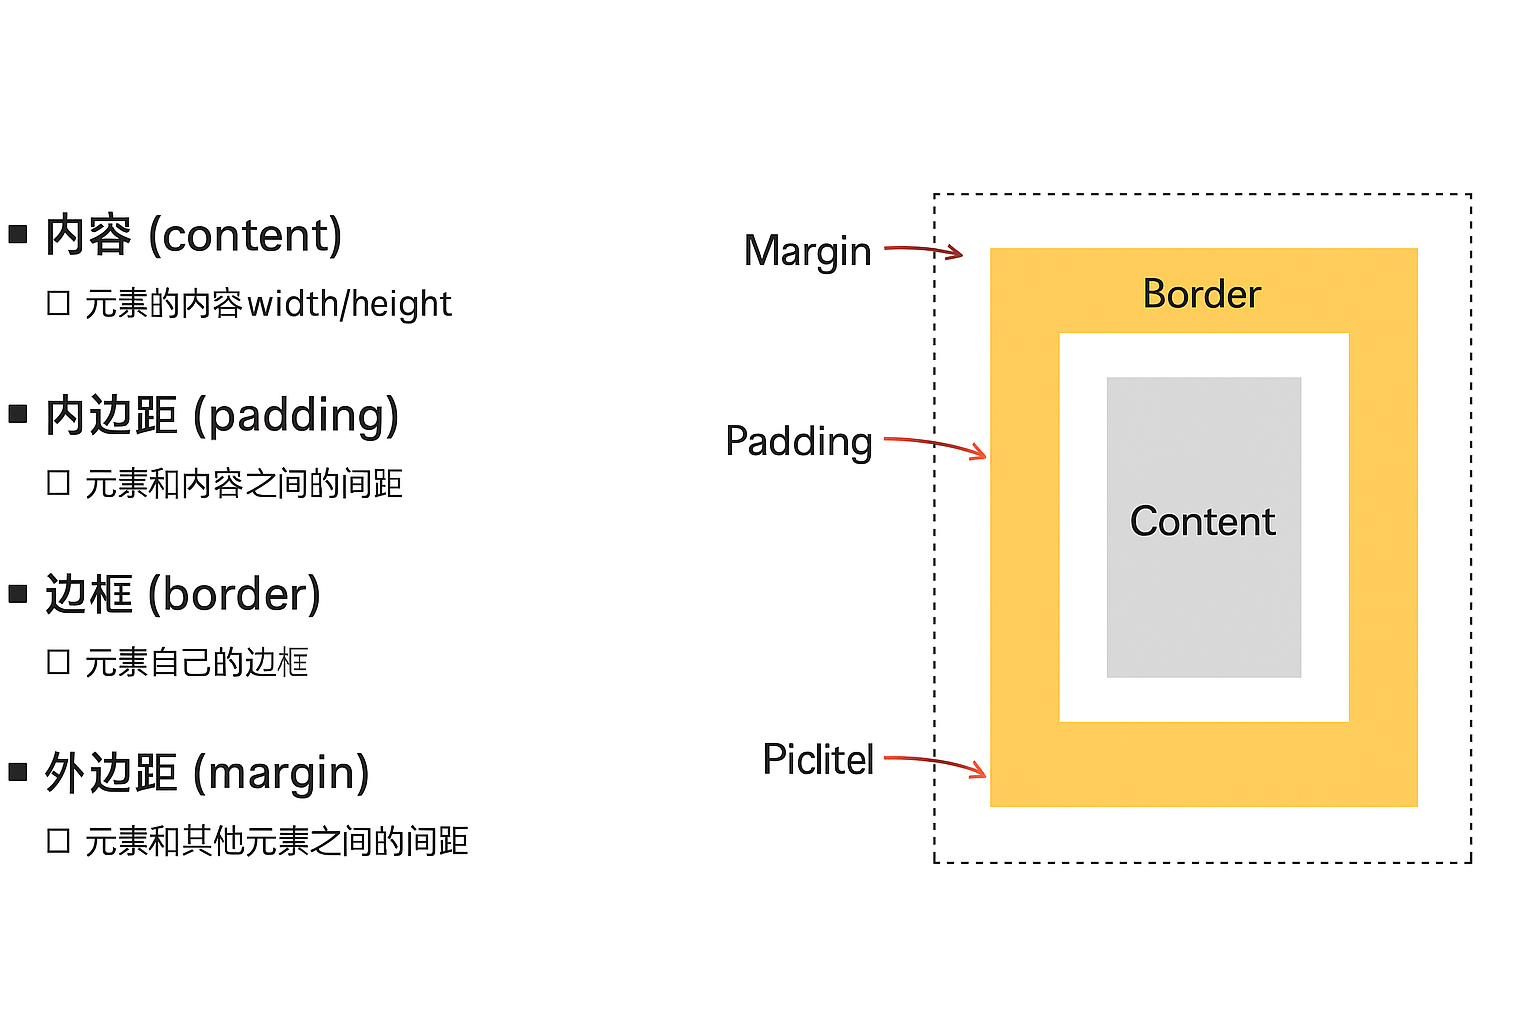 ■ 内容 (content)
□ 元素的内容width/height
■ 内边距 (padding)
□ 元素和内容之间的间距
■ 边框 (border)
□ 元素自己的边框
■ 外边距 (margin)
□ 元素和其他元素之间的间距
Margin
Border
Padding
Content
Piclitel